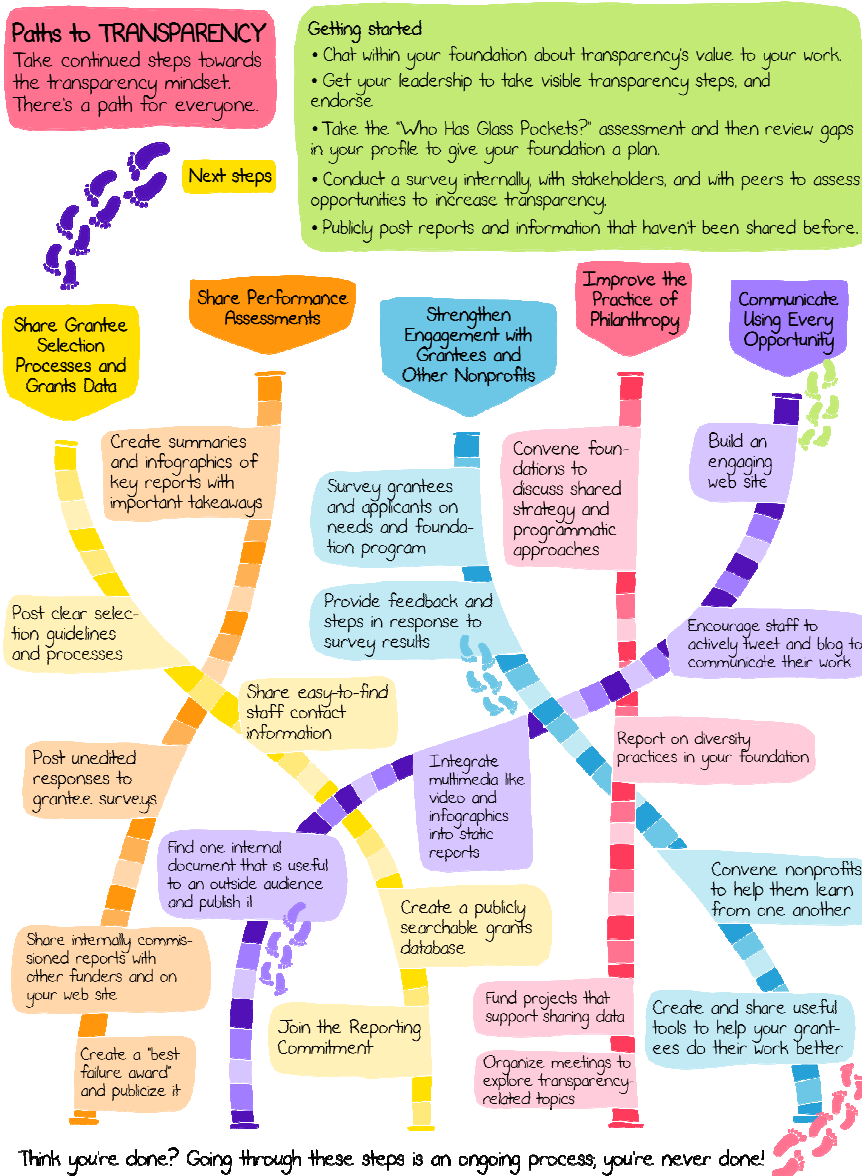 Paths to TRANSPARENCY
Take continued steps towards
the transparency mindset.
There's a path for everyone.
Getting started
• Chat within your foundation about transparency's value to your work.
• Get your leadership to take visible transparency steps, and
endorse
• Take the "Who Has Glass Pockets?" assessment and then review gaps
in your profile to give your foundation a plan.
• Conduct a survey internally, with stakeholders, and with peers to assess
opportunities to increase transparency.
• Publicly post reports and information that haven't been shared before.
Next steps
Share Grantee
Selection
Processes and
Grants Data
Share Performance
Assessments
Strengthen
Engagement with
Grantees and
Other Nonprofits
Improve the
Practice of
Philanthropy
Communicate
Using Every
Opportunity
Create summaries
and infographics of
key reports with
important takeaways
Survey grantees
and applicants on
needs and founda-
tion program
Convene foun-
dations to
discuss shared
strategy and
programmatic
approaches
Build an
engaging
web site
Post clear selec-
tion guidelines
and processes
Provide feedback and
steps in response to
survey results
Encourage staff to
actively tweet and blog to
communicate their work
Share easy-to-find
staff contact
information
Post unedited
responses to
grant.e.e. surveys
Integrate
multimedia like
video and
infographics
into static
reports
Report on diversity
practices in your foundation
Find one internal
document that is useful
to an outside audience
and publish it
Convene nonprofits
to help them learn
from one another
Create a publicly
searchable grants
database
Share internally commis-
sioned reports with
other funders and on
your web site
Join the Reporting
Commitment
Fund projects that
support sharing data
Create and share useful
tools to help your grant-
ees do their work better
Create a "best
failure award"
and publicize it
Organize meetings to
explore transparency-
related topics
Think you're done? Going through these steps is an ongoing process; you're never done!